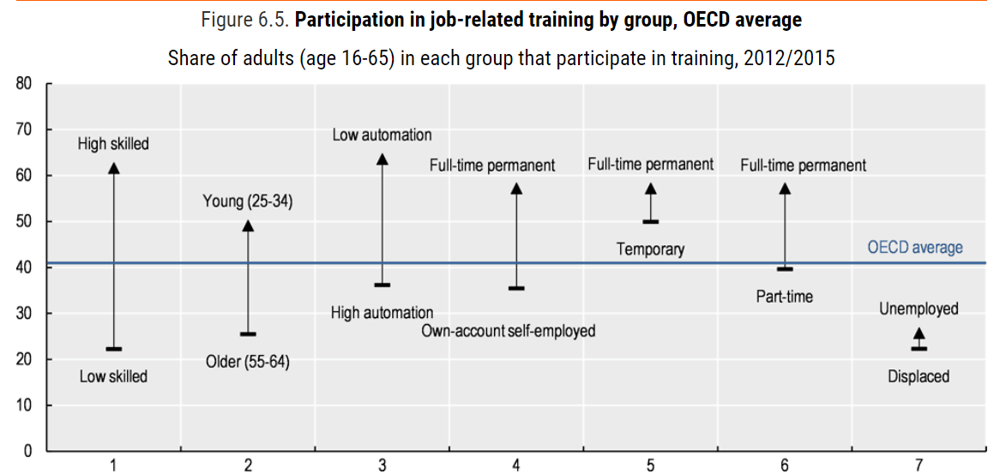 Figure 6.5. Participation in job-related training by group, OECD average
Share of adults (age 16-65) in each group that participate in training, 2012/2015
80
70
60
50
40
30
20
10
0
High skilled
Low skilled
Young (25-34)
Older (55-64)
Low automation
High automation
Full-time permanent
Own-account self-employed
Full-time permanent
Temporary
Full-time permanent
Part-time
OECD average
Unemployed
Displaced
1
2
3
4
5
6
7